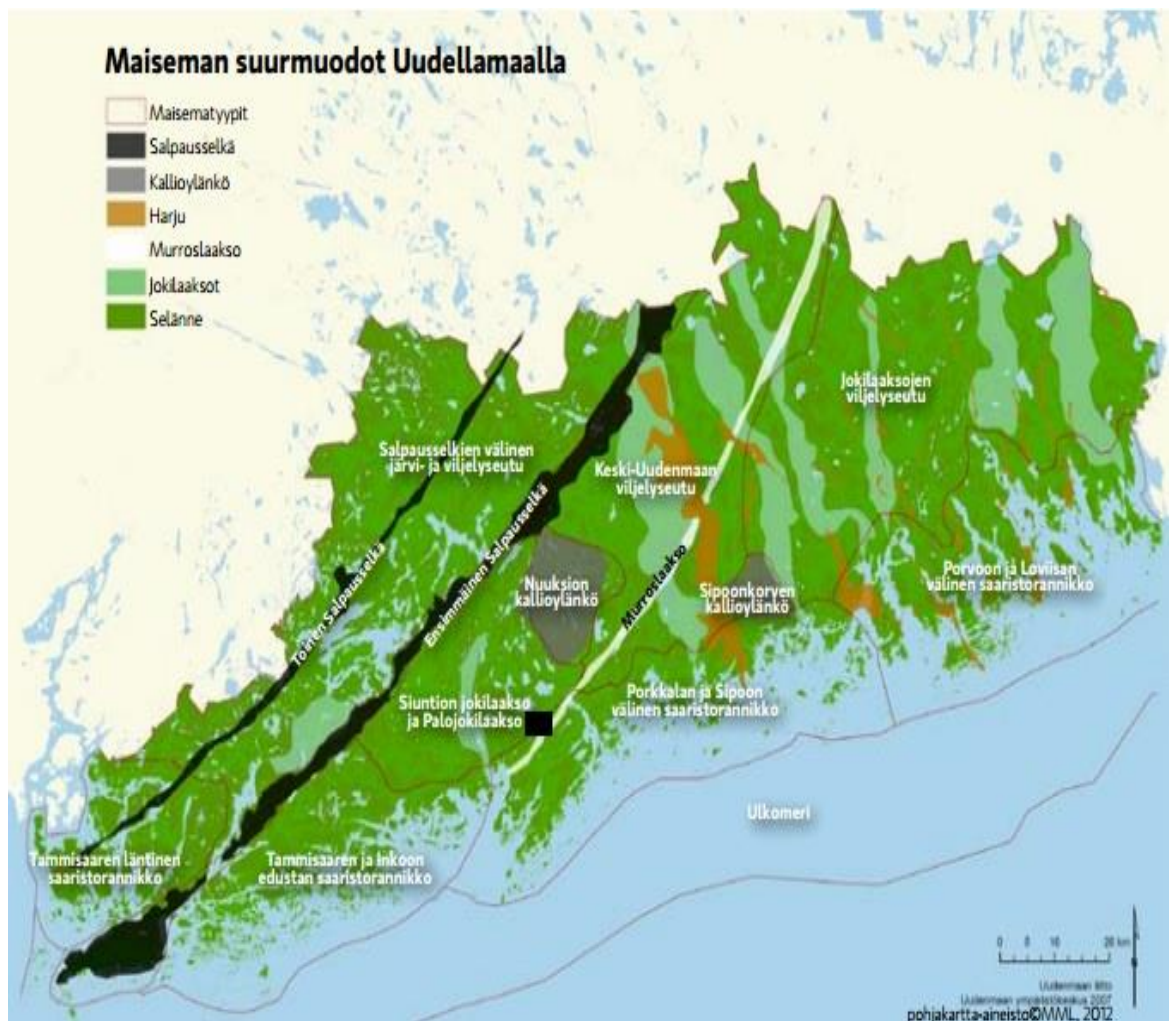 Maiseman suurmuodot Uudellamaalla
Maisematyypit
Salpausselkä
Kallioylänkö
Harju
Murroslaakso
Jokilaaksot
Selänne
Jokilaaksojen
viljelyseutu
Salpausselkien välinen
järvi- ja viljelyseutu
Keski-Uudenmaan
viljelyseutu
Toinen Salpausselkä
Ensimmäinen Salpausselkä
Murroslaakso
Nuuksion
kallioylänkö
Sipoonkorven
kallioylänkö
Porvoon ja Loviisan
välinen saaristorannikko
Siuntion jokilaakso
ja Palojokilaakso
Porkkalan ja Sipoon
välinen saaristorannikko
Ulkomeri
Tammisaaren läntinen
saaristorannikko
Tammisaaren ja Inkoon
edustan saaristorannikko
Uudenmaan liitto
Uudenmaan ympäristökeskus 2007
pohjakartta-aineisto©MML, 2012